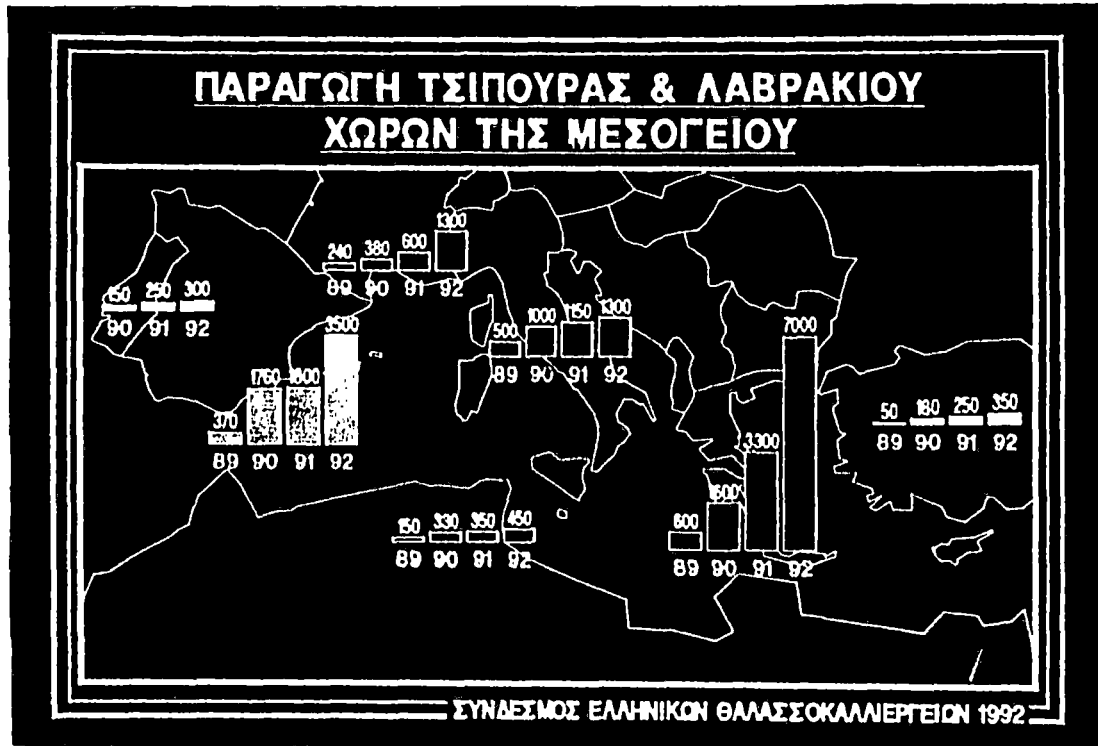 ΠΑΡΑΓΩΓΗ ΤΣΙΠΟΥΡΑΣ & ΛΑΒΡΑΚΙΟΥ
ΧΩΡΩΝ ΤΗΣ ΜΕΣΟΓΕΙΟΥ
240 380 600 1300
89 90 91 92
150 250 300
90 91 92
500 1000 1150 1300
89 90 91 92
370 1760 1800 3500
89 90 91 92
50 180 250 350
89 90 91 92
150 330 350 450
89 90 91 92
600 1600 3300 7000
89 90 91 92
ΣΥΝΔΕΣΜΟΣ ΕΛΛΗΝΙΚΩΝ ΘΑΛΑΣΣΟΚΑΛΛΙΕΡΓΕΙΩΝ 1992